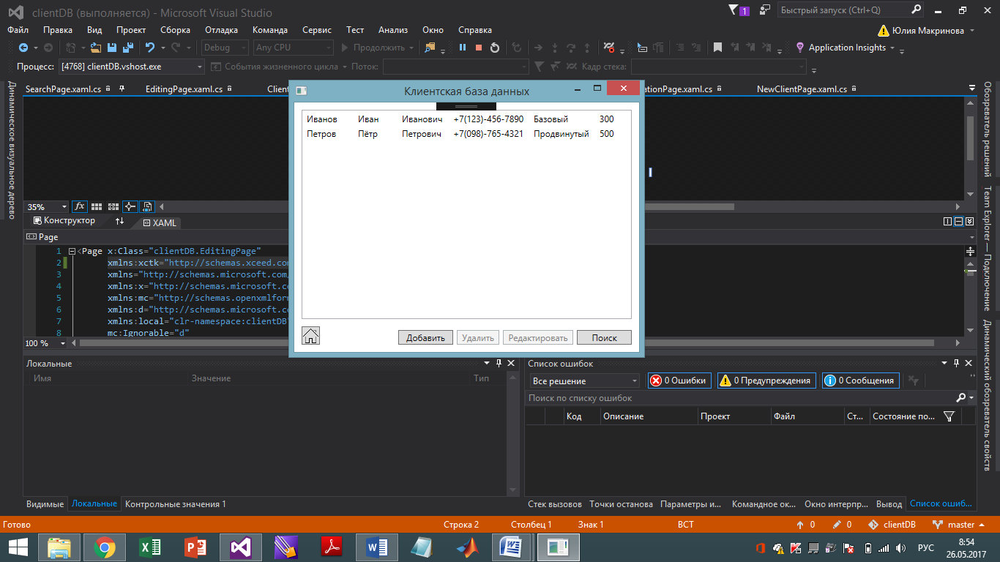 clientDB (выполняется) - Microsoft Visual Studio
1
Быстрый запуск (Ctrl+Q)
Файл Правка Вид Проект Сборка Отладка Команда Сервис Тест Анализ Окно Справка
Юлия Макринова
Debug Any CPU Продолжить Application Insights
Процесс: [4768] clientDB.vshost.exe События жизненного цикла Поток: Кадр стека:
Динамическое визуальное дерево
SearchPage.xaml.cs EditingPage.xaml.cs Clien ationPage.xaml.cs NewClientPage.xaml.cs
Клиентская база данных
Иванов Иван Иванович +7(123)-456-7890 Базовый 300
Петров Пётр Петрович +7(098)-765-4321 Продвинутый 500
Добавить Удалить Редактировать Поиск
35% fx
Конструктор XAML
Page
1 <Page x:Class="clientDB.EditingPage"
2 xmlns:xctk="http://schemas.xceed.com
3 xmlns="http://schemas.microsoft.com/
4 xmlns:x="http://schemas.microsoft.co
5 xmlns:mc="http://schemas.openxmlform
6 xmlns:d="http://schemas.microsoft.co
7 xmlns:local="clr-namespace:clientDB"
8 mc:Ignorable="d"
100 %
Обозреватель решений
Team Explorer — Подключение
Динамический обозреватель свойств
Локальные
Имя Значение Тип
Видимые Локальные Контрольные значения 1
Список ошибок
Все решение 0 Ошибки 0 Предупреждения 0 Сообщения
Поиск по списку ошибок
Код Описание Проект Файл Ст... Состояние по...
Стек вызовов Точки останова Параметры и... Командное ок... Окно интерпр... Вывод Список ошиб...
Готово Строка 2 Столбец 1 Знак 1 ВСТ 0 0 clientDB master
РУС
8:54
26.05.2017